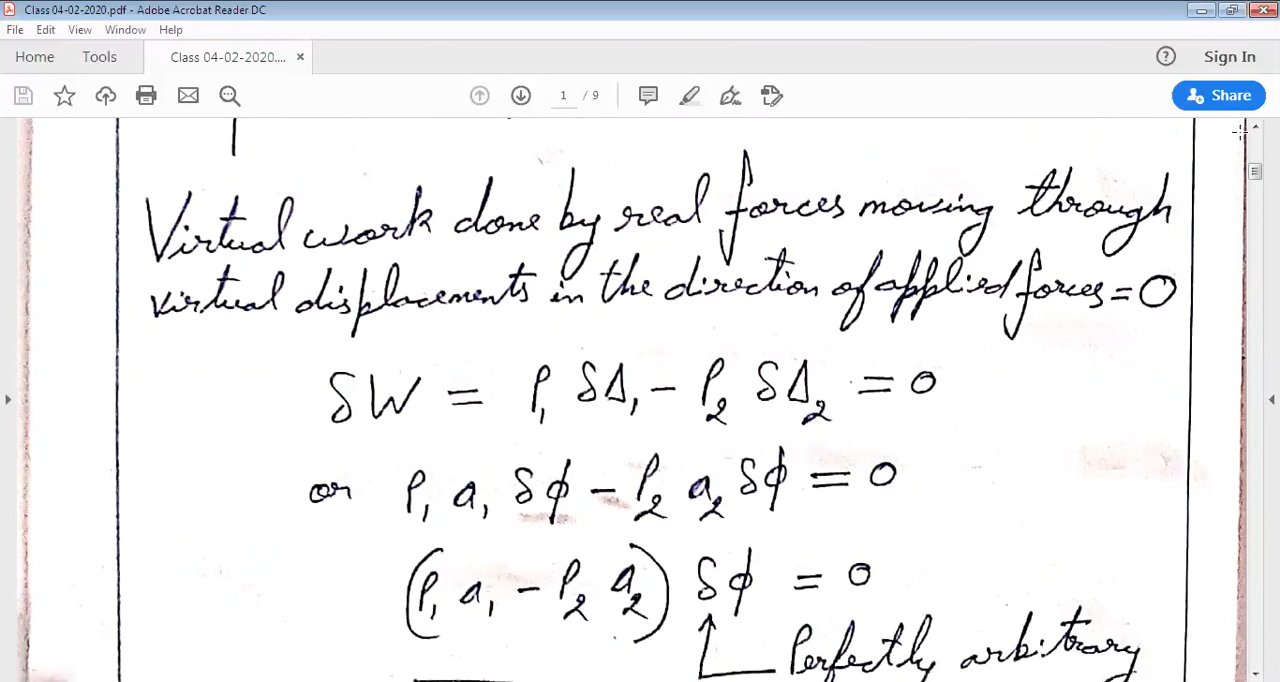 Class 04-02-2020.pdf - Adobe Acrobat Reader DC
File Edit View Window Help
Home Tools Class 04-02-2020.... × ? Sign In
1 / 9 Share
Virtual work done by real forces moving through
virtual displacements in the direction of applied forces = 0
δW = P₁ δΔ₁ - P₂ δΔ₂ = 0
or P₁ a₁ δϕ - P₂ a₂ δϕ = 0
(P₁ a₁ - P₂ a₂) δϕ = 0
Perfectly arbitrary